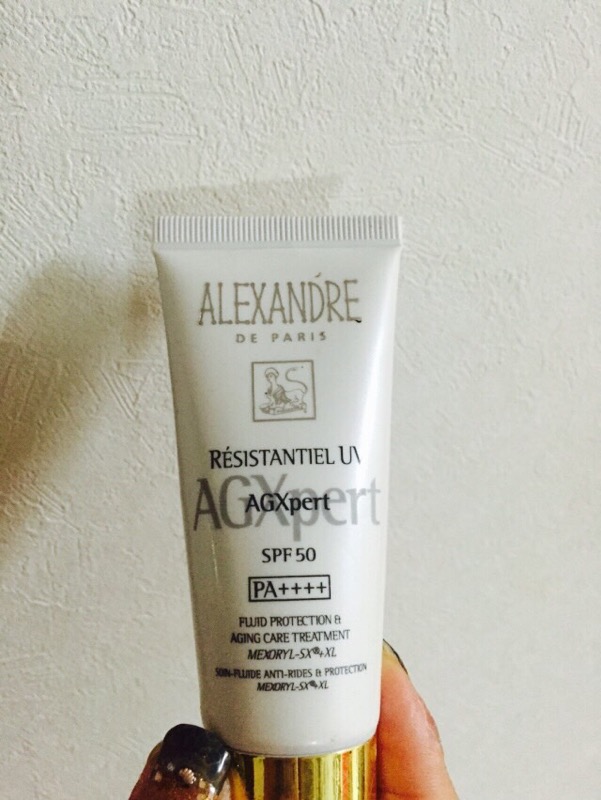 ALEXANDRE
DE PARIS
RÉSISTANTIEL UV
AGXpert
AGXpert
SPF 50
PA++++
FLUID PROTECTION &
AGING CARE TREATMENT
MEXORYL-SX®+XL
SOIN-FLUIDE ANTI-RIDES & PROTECTION
MEXORYL-SX®+XL